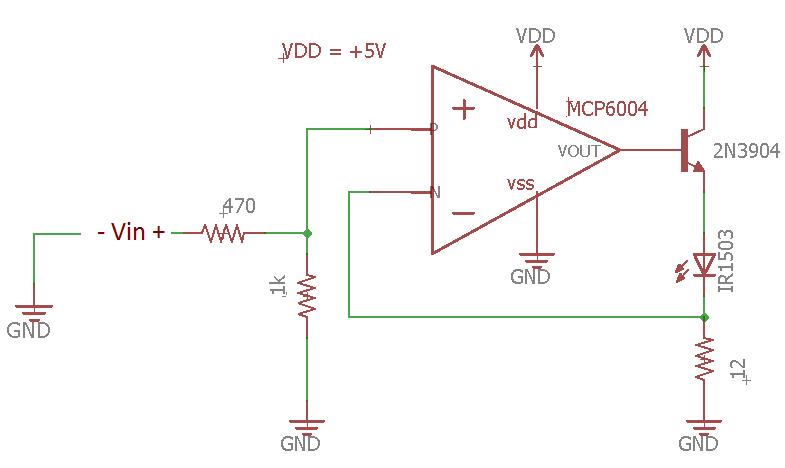 VDD = +5V
VDD
VDD
MCP6004
+
P
vdd
VOUT
2N3904
vss
N
−
470
- Vin +
1k
GND
IR1503
12
GND
GND
GND